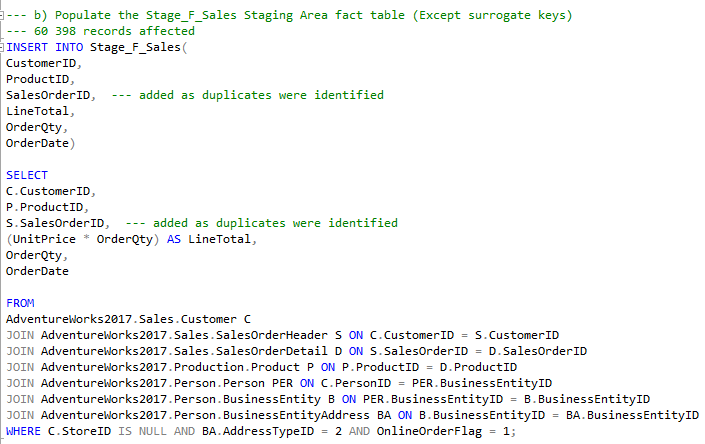 --- b) Populate the Stage_F_Sales Staging Area fact table (Except surrogate keys)
--- 60 398 records affected
INSERT INTO Stage_F_Sales(
CustomerID,
ProductID,
SalesOrderID,  --- added as duplicates were identified
LineTotal,
OrderQty,
OrderDate)
SELECT
C.CustomerID,
P.ProductID,
S.SalesOrderID,  --- added as duplicates were identified
(UnitPrice * OrderQty) AS LineTotal,
OrderQty,
OrderDate
FROM
AdventureWorks2017.Sales.Customer C
JOIN AdventureWorks2017.Sales.SalesOrderHeader S ON C.CustomerID = S.CustomerID
JOIN AdventureWorks2017.Sales.SalesOrderDetail D ON S.SalesOrderID = D.SalesOrderID
JOIN AdventureWorks2017.Production.Product P ON P.ProductID = D.ProductID
JOIN AdventureWorks2017.Person.Person PER ON C.PersonID = PER.BusinessEntityID
JOIN AdventureWorks2017.Person.BusinessEntity B ON PER.BusinessEntityID = B.BusinessEntityID
JOIN AdventureWorks2017.Person.BusinessEntityAddress BA ON B.BusinessEntityID = BA.BusinessEntityID
WHERE C.StoreID IS NULL AND BA.AddressTypeID = 2 AND OnlineOrderFlag = 1;